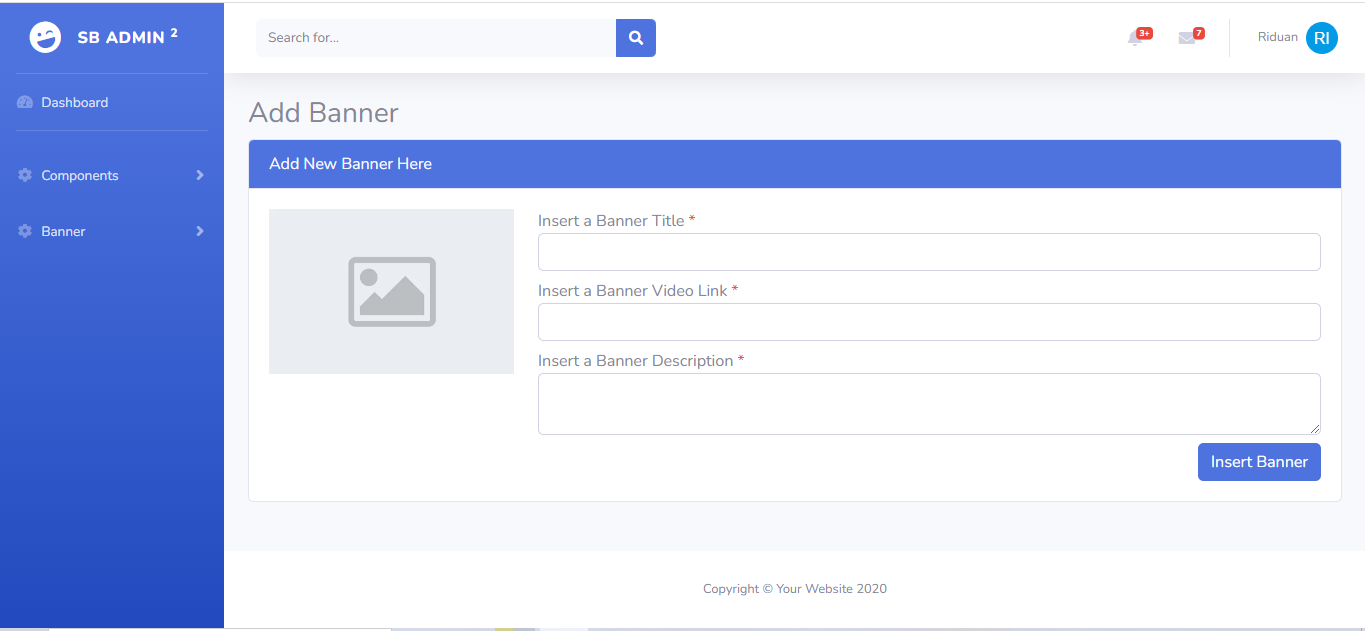 SB ADMIN 2
Search for...
3+
7
Riduan
RI
Dashboard
Components
Banner
Add Banner
Add New Banner Here
Insert a Banner Title *
Insert a Banner Video Link *
Insert a Banner Description *
Insert Banner
Copyright © Your Website 2020